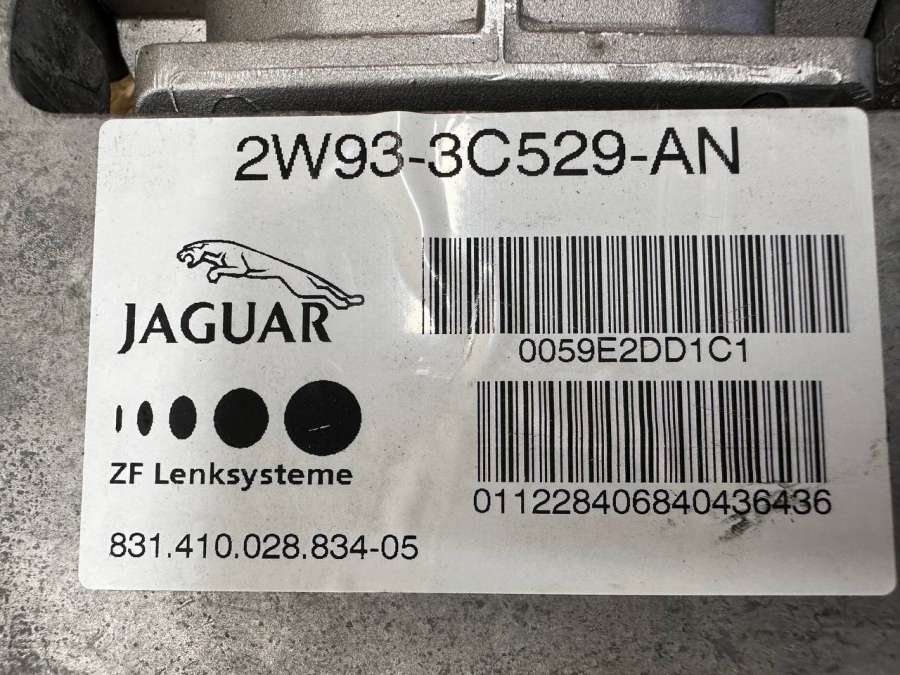 2W93-3C529-AN
JAGUAR
0059E2DD1C1
ZF Lenksysteme
011228406840436436
831.410.028.834-05